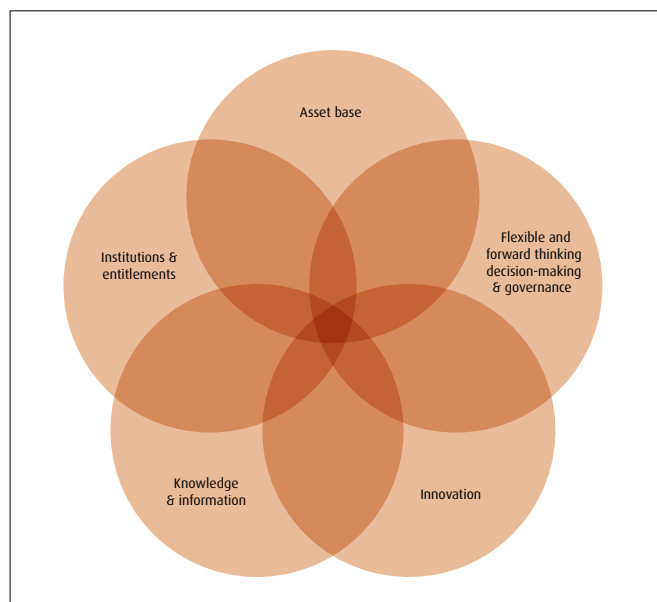 Asset base
Flexible and
forward thinking
decision-making
& governance
Institutions &
entitlements
Knowledge
& information
Innovation